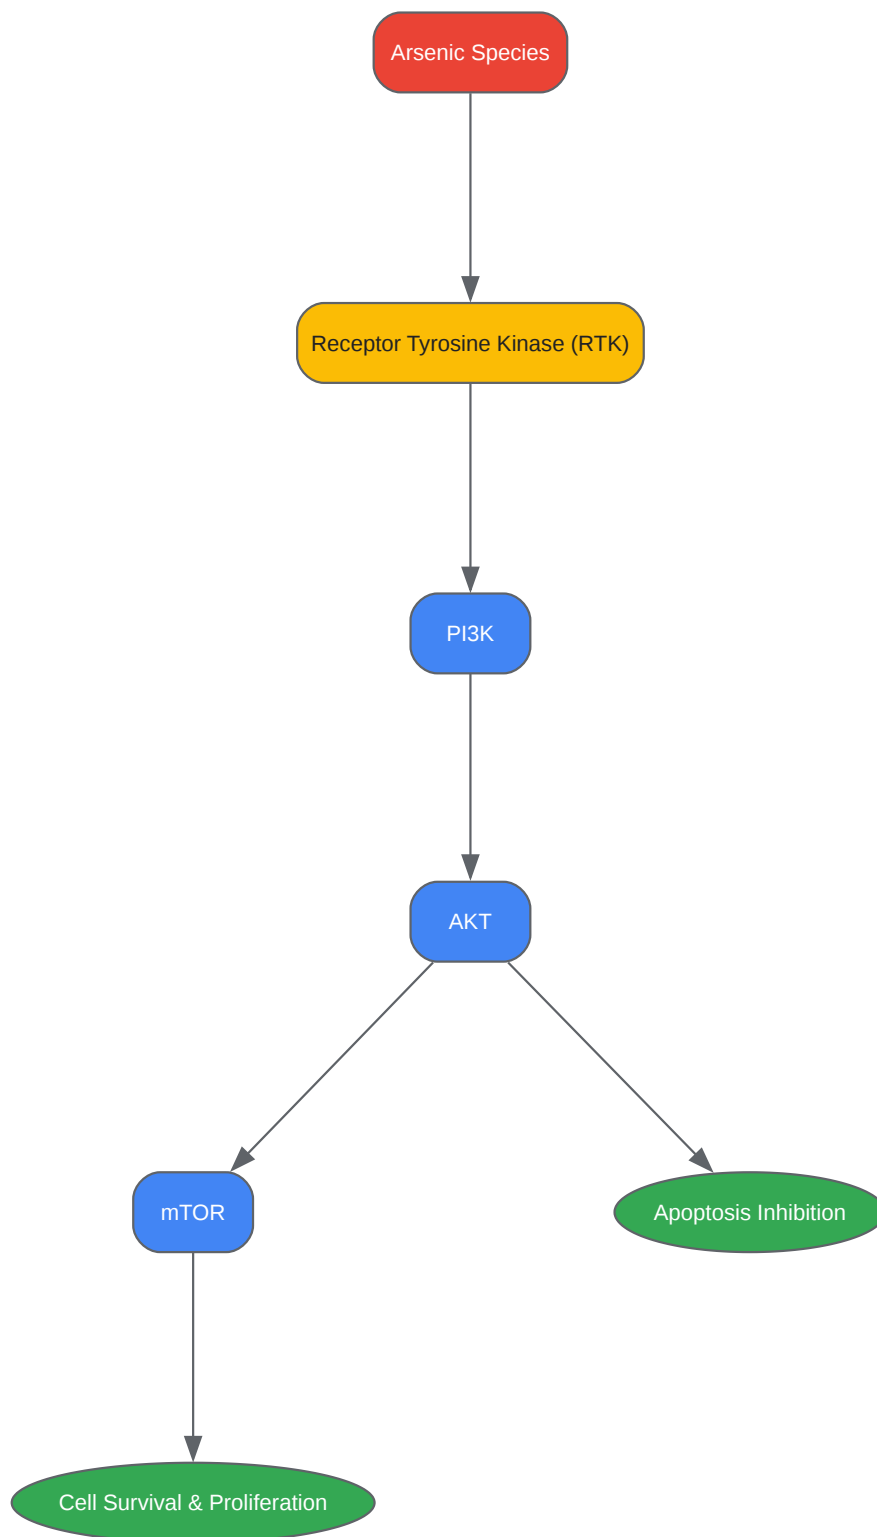 Arsenic Species
Receptor Tyrosine Kinase (RTK)
PI3K
AKT
mTOR
Apoptosis Inhibition
Cell Survival & Proliferation